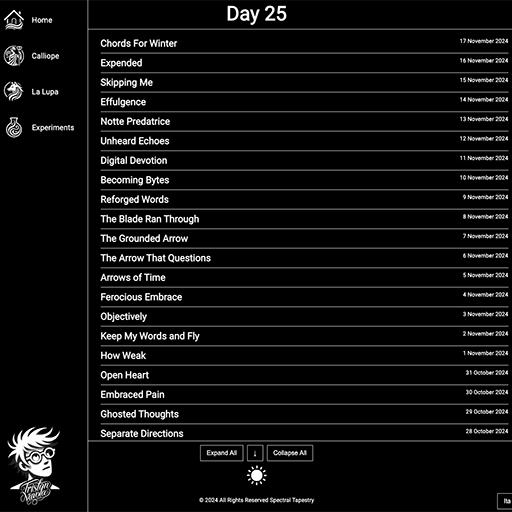 Day 25
Home
Calliope
La Lupa
Experiments
Chords For Winter 17 November 2024
Expended 16 November 2024
Skipping Me 15 November 2024
Effulgence 14 November 2024
Notte Predatrice 13 November 2024
Unheard Echoes 12 November 2024
Digital Devotion 11 November 2024
Becoming Bytes 10 November 2024
Reforged Words 9 November 2024
The Blade Ran Through 8 November 2024
The Grounded Arrow 7 November 2024
The Arrow That Questions 6 November 2024
Arrows of Time 5 November 2024
Ferocious Embrace 4 November 2024
Objectively 3 November 2024
Keep My Words and Fly 2 November 2024
How Weak 1 November 2024
Open Heart 31 October 2024
Embraced Pain 30 October 2024
Ghosted Thoughts 29 October 2024
Separate Directions 28 October 2024
Expand All ↓ Collapse All
© 2024 All Rights Reserved Spectral Tapestry
Ita